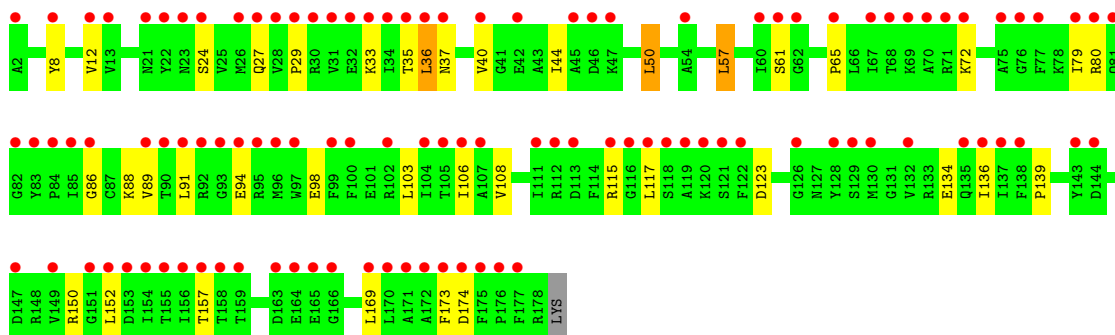 A2 Y8 V12 V13 N21 Y22 N23 S24 V25 M26 Q27 V28 P29 R30 V31 E32 K33 I34 T35 L36 N37 V40 G41 E42 A43 I44 A45 D46 K47 L50 A54 L57 I60 S61 G62 P65 L66 I67 T68 K69 A70 R71 K72 A75 G76 F77 K78 I79 R80
G82 Y83 P84 I85 G86 C87 K88 V89 T90 L91 R92 G93 E94 R95 M96 W97 E98 F99 F100 E101 R102 L103 I104 T105 I106 A107 V108 I111 R112 D113 F114 R115 G116 L117 S118 A119 K120 S121 F122 D123 G126 N127 Y128 S129 M130 G131 V132 R133 E134 Q135 I136 I137 F138 P139 Y143 D144
D147 R148 V149 R150 G151 L152 D153 I154 T155 I156 T157 T158 T159 D163 E164 E165 G166 L169 L170 A171 A172 F173 D174 F175 P176 F177 R178 LYS